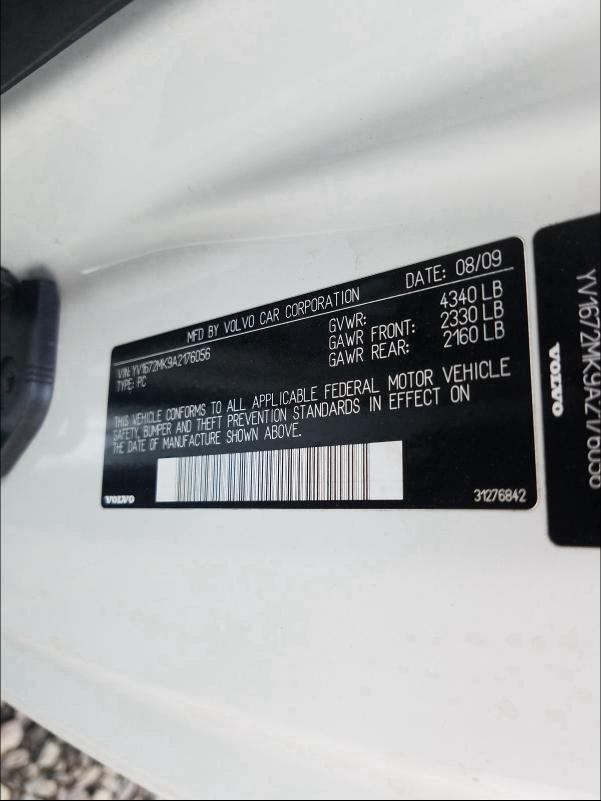 MFD BY VOLVO CAR CORPORATION DATE: 08/09
VIN: YV1672MK9A2176056
TYPE: PC
GVWR: 4340 LB
GAWR FRONT: 2330 LB
GAWR REAR: 2160 LB
THIS VEHICLE CONFORMS TO ALL APPLICABLE FEDERAL MOTOR VEHICLE
SAFETY, BUMPER AND THEFT PREVENTION STANDARDS IN EFFECT ON
THE DATE OF MANUFACTURE SHOWN ABOVE.
VOLVO
31276842
YV1672MK9A2176056
VOLVO